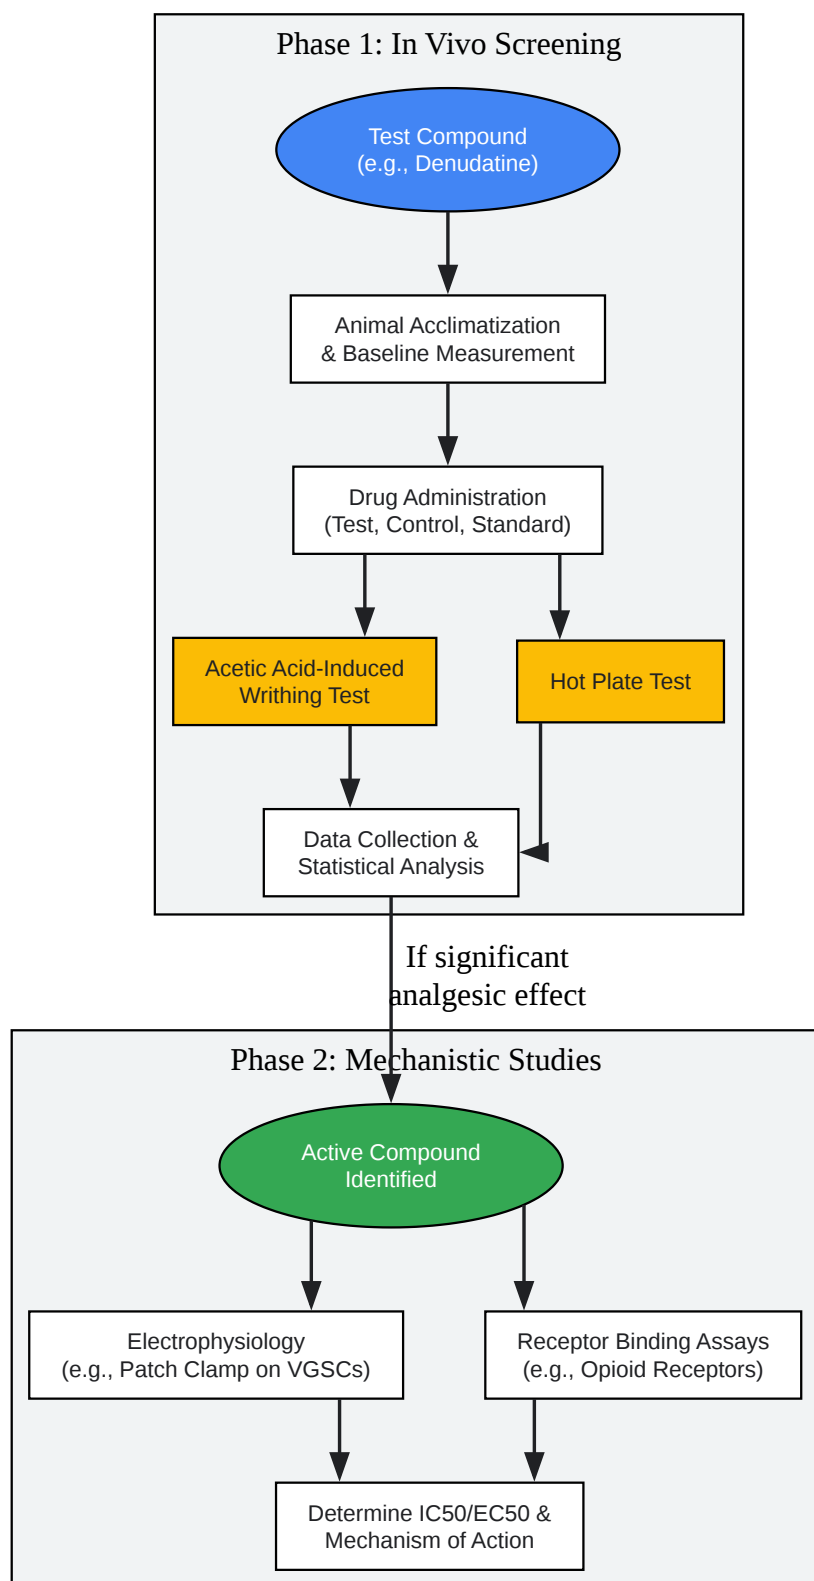 Phase 1: In Vivo Screening
Test Compound
(e.g., Denudatine)
Animal Acclimatization
& Baseline Measurement
Drug Administration
(Test, Control, Standard)
Acetic Acid-Induced
Writhing Test
Hot Plate Test
Data Collection &
Statistical Analysis
If significant
analgesic effect
Phase 2: Mechanistic Studies
Active Compound
Identified
Electrophysiology
(e.g., Patch Clamp on VGSCs)
Receptor Binding Assays
(e.g., Opioid Receptors)
Determine IC50/EC50 &
Mechanism of Action